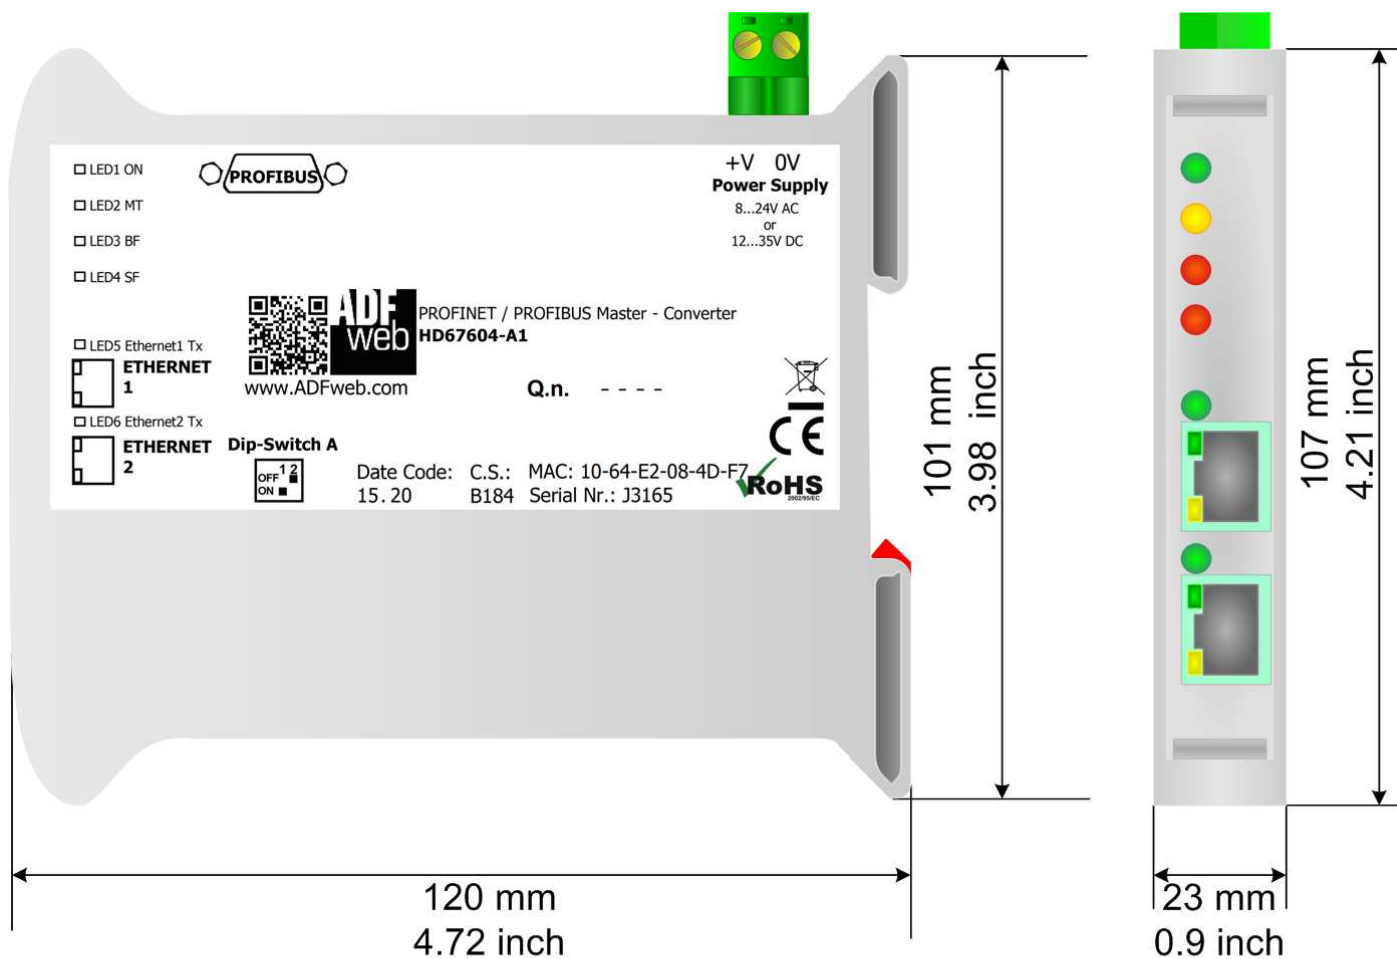 LED1 ON
PROFIBUS
+V 0V
Power Supply
8...24V AC
or
12...35V DC
LED2 MT
LED3 BF
LED4 SF
ADF
web
PROFINET / PROFIBUS Master - Converter
HD67604-A1
www.ADFweb.com
Q.n. - - - -
LED5 Ethernet1 Tx
ETHERNET
1
LED6 Ethernet2 Tx
ETHERNET
2
Dip-Switch A
1 2
OFF
ON
Date Code: C.S.: MAC: 10-64-E2-08-4D-F7
15.20 B184 Serial Nr.: J3165
CE
RoHS
2002/95/EC
101 mm
3.98 inch
107 mm
4.21 inch
120 mm
4.72 inch
23 mm
0.9 inch